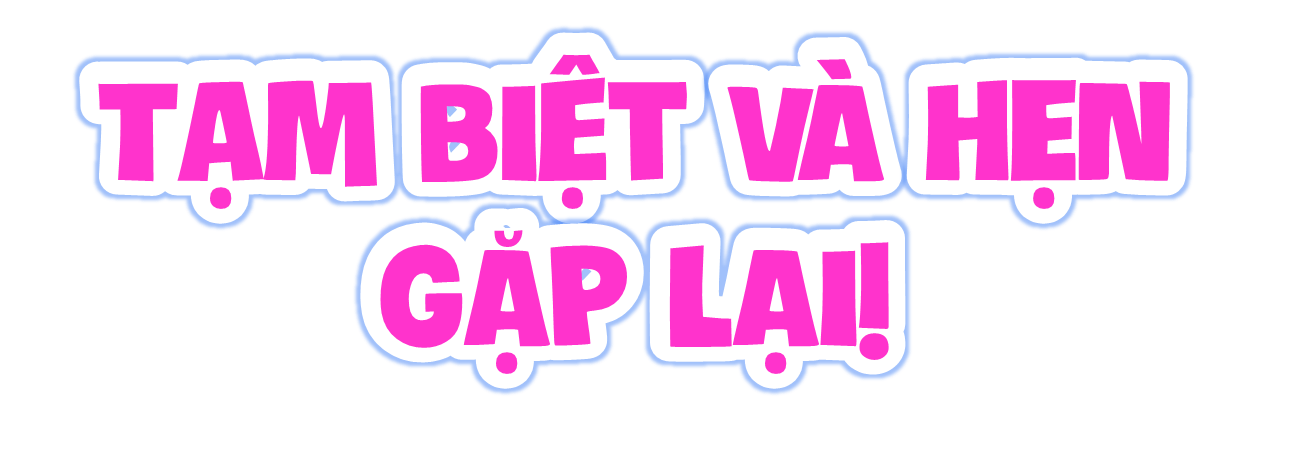 TẠM BIỆT VÀ HẸN
GẶP LẠI!